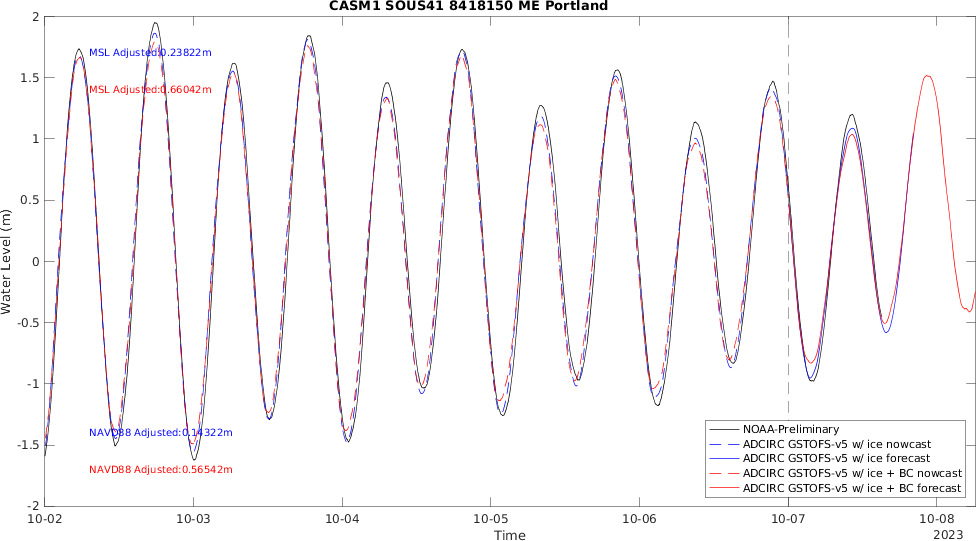 CASM1 SOUS41 8418150 ME Portland
2
1.5
1
0.5
0
-0.5
-1
-1.5
-2
Water Level (m)
MSL Adjusted:0.23822m
MSL Adjusted:0.66042m
NAVD88 Adjusted:0.14322m
NAVD88 Adjusted:0.56542m
NOAA-Preliminary
ADCIRC GSTOFS-v5 w/ ice nowcast
ADCIRC GSTOFS-v5 w/ ice forecast
ADCIRC GSTOFS-v5 w/ ice + BC nowcast
ADCIRC GSTOFS-v5 w/ ice + BC forecast
10-02
10-03
10-04
10-05
10-06
10-07
10-08
Time
2023